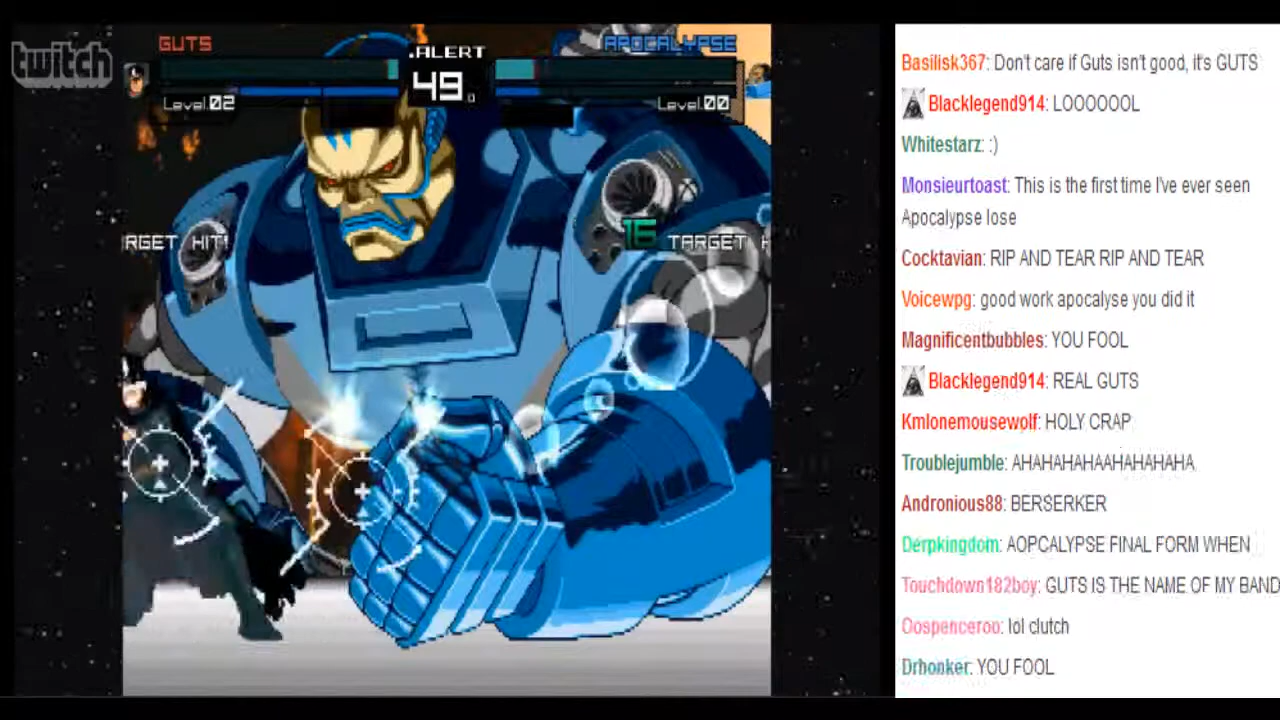 twitch
GUTS
.ALERT
APOCALYPSE
49
0
Level.02
Level.00
RGET HIT!
16 TARGET H
Basilisk367: Don't care if Guts isn't good, it's GUTS
Blacklegend914: LOOOOOOL
Whitestarz: :)
Monsieurtoast: This is the first time I've ever seen
Apocalypse lose
Cocktavian: RIP AND TEAR RIP AND TEAR
Voicewpg: good work apocalyse you did it
Magnificentbubbles: YOU FOOL
Blacklegend914: REAL GUTS
Kmlonemousewolf: HOLY CRAP
Troublejumble: AHAHAHAHAAHAHAHAHA
Andronious88: BERSERKER
Derpkingdom: AOPCALYPSE FINAL FORM WHEN
Touchdown182boy: GUTS IS THE NAME OF MY BAND
Oospenceroo: lol clutch
Drhonker: YOU FOOL